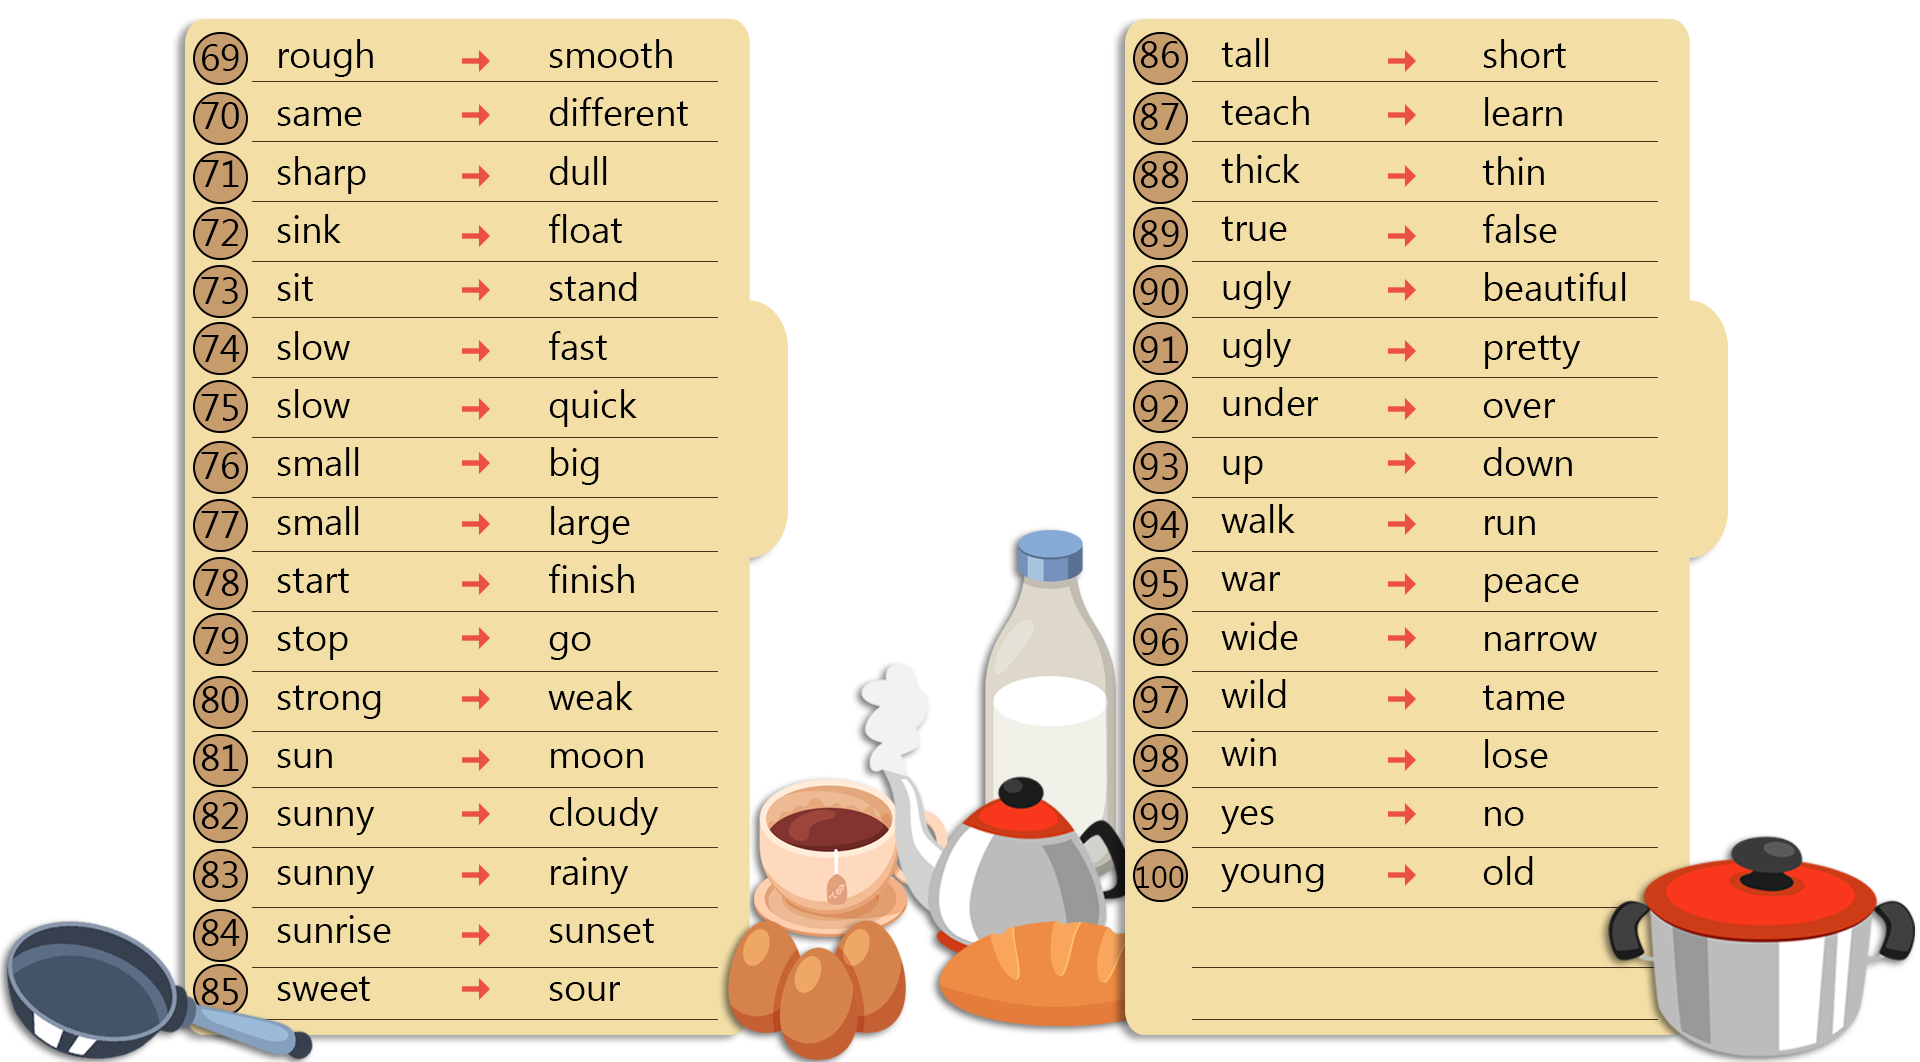 69 rough → smooth
70 same → different
71 sharp → dull
72 sink → float
73 sit → stand
74 slow → fast
75 slow → quick
76 small → big
77 small → large
78 start → finish
79 stop → go
80 strong → weak
81 sun → moon
82 sunny → cloudy
83 sunny → rainy
84 sunrise → sunset
85 sweet → sour
86 tall → short
87 teach → learn
88 thick → thin
89 true → false
90 ugly → beautiful
91 ugly → pretty
92 under → over
93 up → down
94 walk → run
95 war → peace
96 wide → narrow
97 wild → tame
98 win → lose
99 yes → no
100 young → old
tea